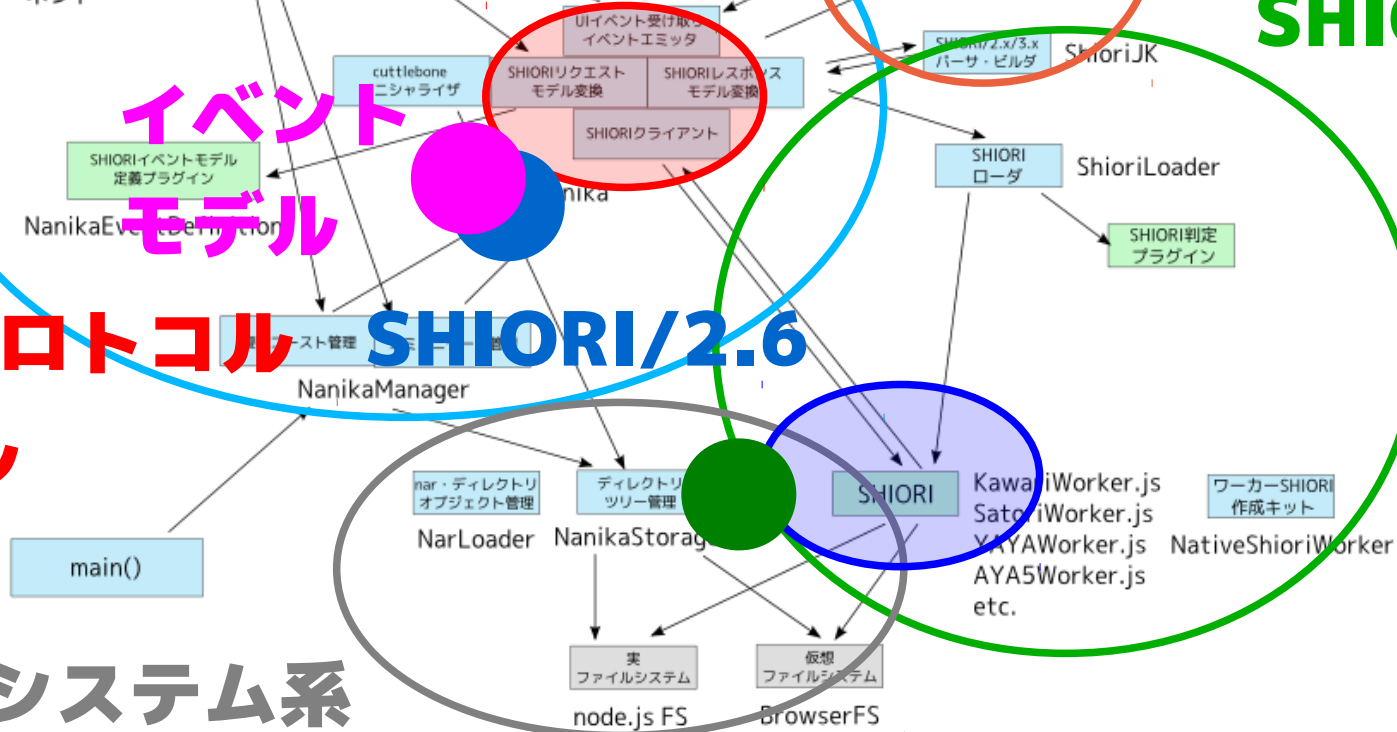 UIイベント受け取り
イベントエミッタ
SHIORI/2.x/3.x
パーサ・ビルダ
ShioriJK
SHIO
cuttlebone
ニシャライザ
SHIORIリクエスト
モデル変換
SHIORIレスポンス
モデル変換
SHIORIクライアント
イベント
モデル
SHIORIイベントモデル
定義プラグイン
NanikaEventDefinition
nika
SHIORI
ローダ
ShioriLoader
SHIORI判定
プラグイン
ロトコル
SHIORI/2.6
ースト管理
NanikaManager
ル
nar・ディレクトリ
オブジェクト管理
NarLoader
ディレクトリ
ツリー管理
NanikaStorag
SHIORI
KawariWorker.js
SatoriWorker.js
YAYAWorker.js
AYA5Worker.js
etc.
ワーカーSHIORI
作成キット
NativeShioriWorker
main()
実
ファイルシステム
node.js FS
仮想
ファイルシステム
BrowserFS
システム系